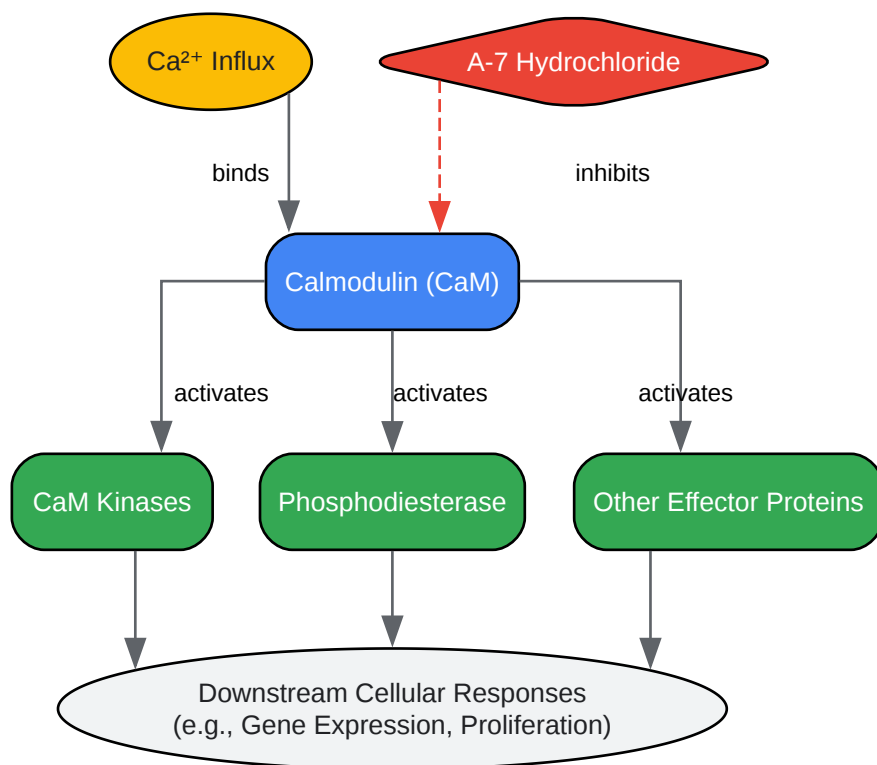 Ca²⁺ Influx
A-7 Hydrochloride
binds
inhibits
Calmodulin (CaM)
activates
activates
activates
CaM Kinases
Phosphodiesterase
Other Effector Proteins
Downstream Cellular Responses
(e.g., Gene Expression, Proliferation)